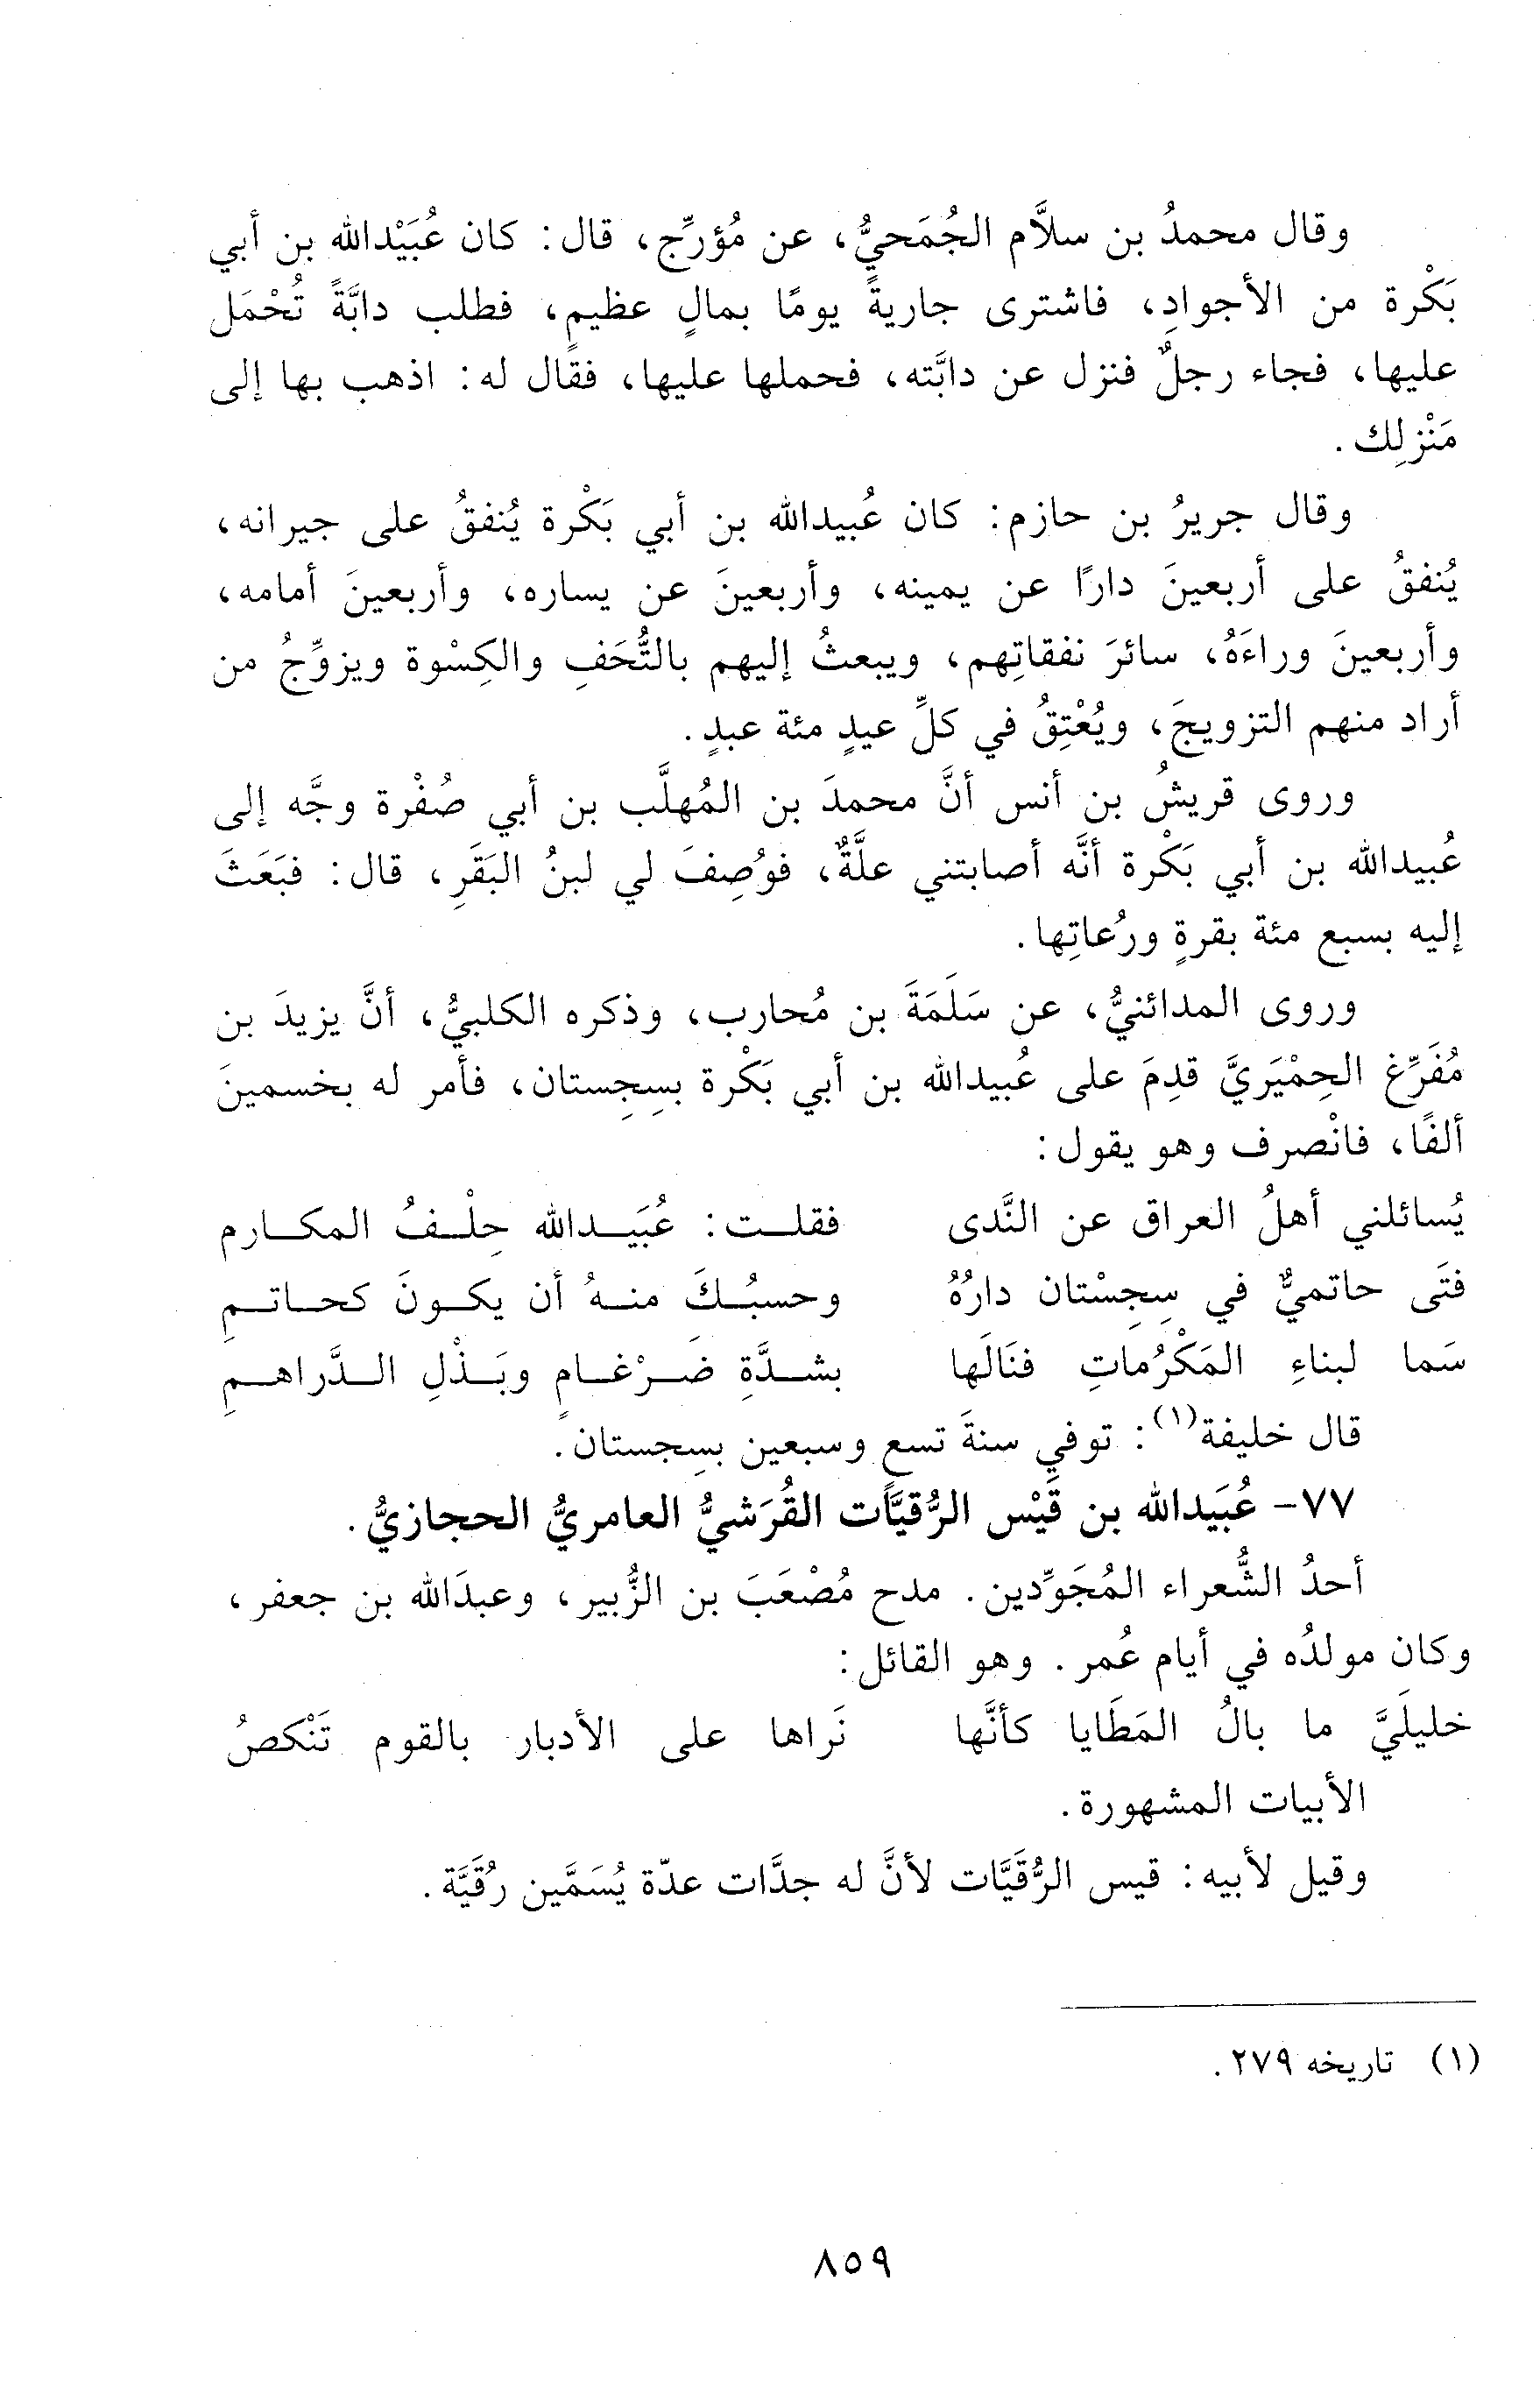 وقال محمدُ بن سلاَّم الجُمَحيُّ، عن مُؤرِّج، قال: كان عُبَيْدالله بن أبي
بَكْرة من الأجوادِ، فاشترى جاريةً يومًا بمالٍ عظيمٍ، فطلب دابَّةً تُحْمَل
عليها، فجاء رجلٌ فنزل عن دابَّته، فحملها عليها، فقال له: اذهب بها إلى
مَنْزلِك.
وقال جريرُ بن حازم: كان عُبيدالله بن أبي بَكْرة يُنفقُ على جيرانه،
يُنفقُ على أربعينَ دارًا عن يمينه، وأربعينَ عن يساره، وأربعينَ أمامه،
وأربعينَ وراءَهُ، سائرَ نفقاتِهم، ويبعثُ إليهم بالتُّحَفِ والكِسْوة ويزوِّجُ من
أراد منهم التزويجَ، ويُعْتِقُ في كلِّ عيدٍ مئة عبدٍ.
وروى قريشُ بن أنس أنَّ محمدَ بن المُهلَّب بن أبي صُفْرة وجَّه إلى
عُبيدالله بن أبي بَكْرة أنَّه أصابتني علَّةٌ، فوُصِفَ لي لبنُ البَقَرِ، قال: فبَعَثَ
إليه بسبع مئة بقرةٍ ورُعاتِها.
وروى المدائنيُّ، عن سَلَمَةَ بن مُحارب، وذكره الكلبيُّ، أنَّ يزيدَ بن
مُفَرِّغ الحِمْيَريَّ قدِمَ على عُبيدالله بن أبي بَكْرة بسِجِستان، فأمر له بخسمينَ
ألفًا، فانْصرف وهو يقول:
يُسائلني أهلُ العراق عن النَّدى فقلت: عُبَيدالله حِلْفُ المكارم
فتَى حاتميٌّ في سِجِسْتان دارُهُ وحسبُكَ منهُ أن يكونَ كحاتمِ
سَما لبناءِ المَكْرُماتِ فنَالَها بشدَّةِ ضَرْغامٍ وبَذْلِ الدَّراهمِ
قال خليفة(١): توفي سنةَ تسع وسبعين بسِجستان.
٧٧- عُبَيدالله بن قَيْس الرُّقيَّات القُرَشيُّ العامريُّ الحجازيُّ.
أحدُ الشُّعراء المُجَوِّدين. مدح مُصْعَبَ بن الزُّبير، وعبدَالله بن جعفر،
وكان مولدُه في أيام عُمر. وهو القائل:
خليلَيَّ ما بالُ المَطَايا كأنَّها نَراها على الأدبار بالقوم تَنْكصُ
الأبيات المشهورة.
وقيل لأبيه: قيس الرُّقَيَّات لأنَّ له جدَّات عدّة يُسَمَّين رُقَيَّة.
(١) تاريخه ٢٧٩.
٨٥٩